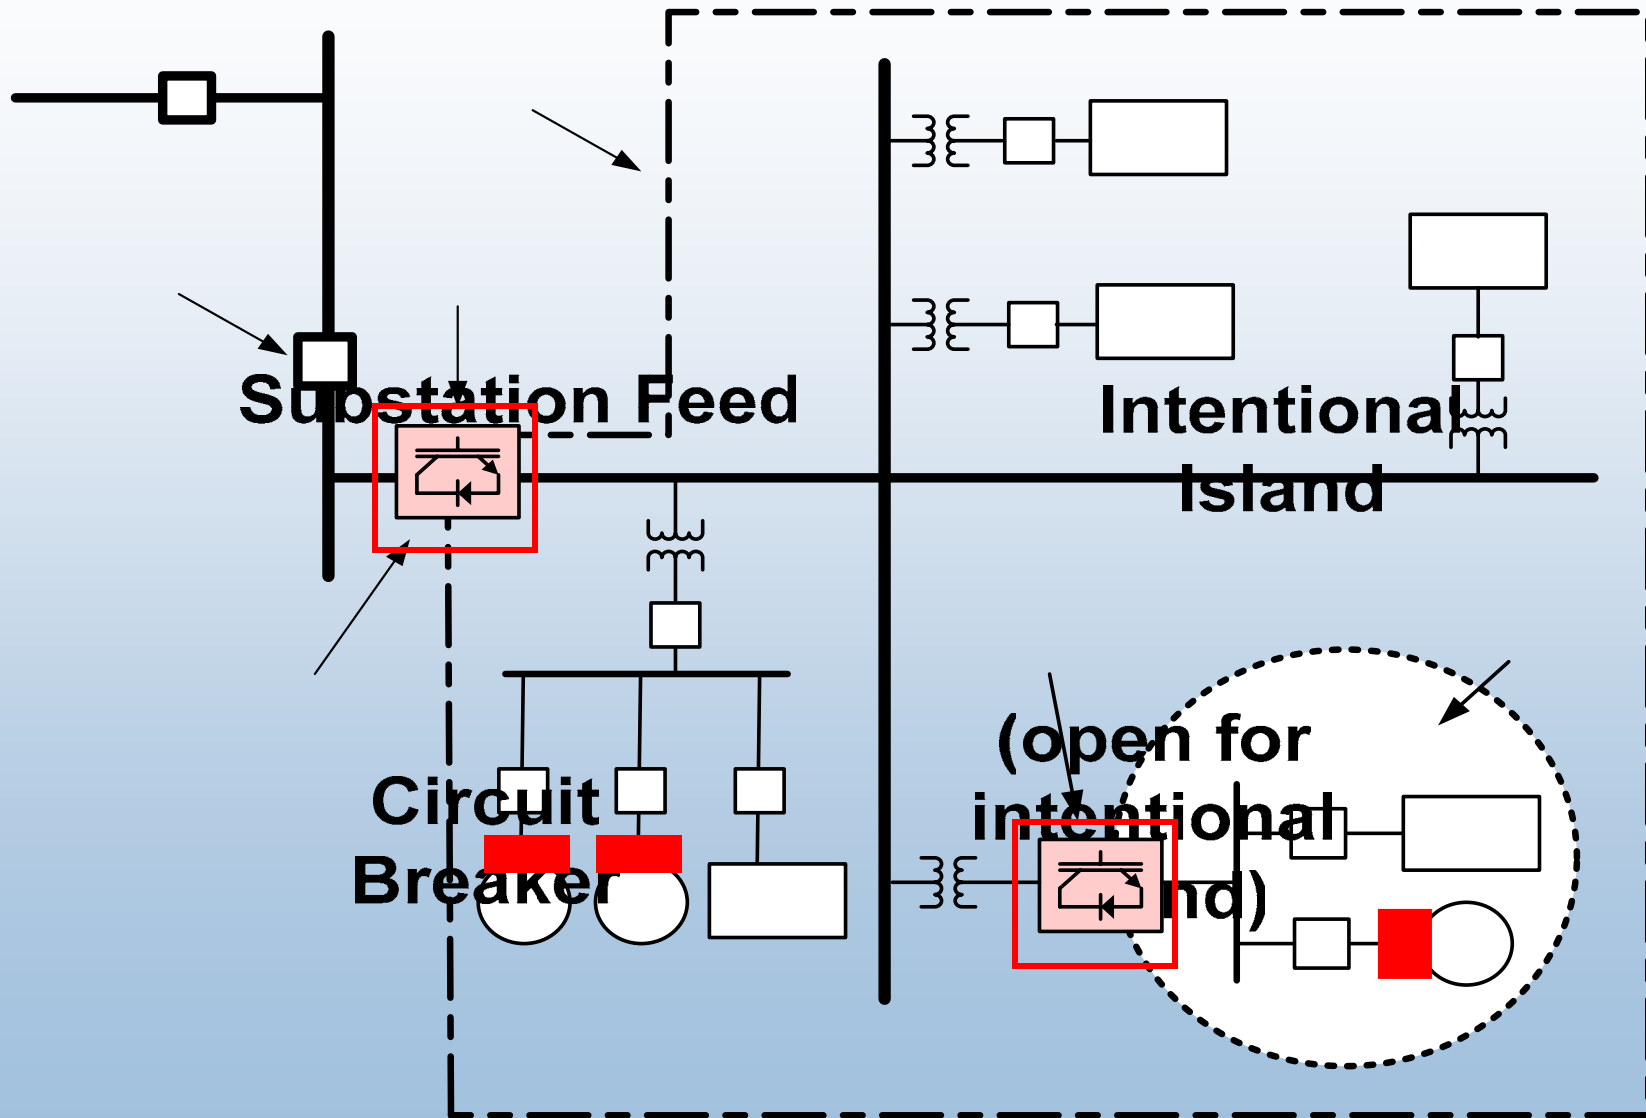 Substation Feed
Intentional
Island
(open for
intentional
nd)
Circuit
Breaker